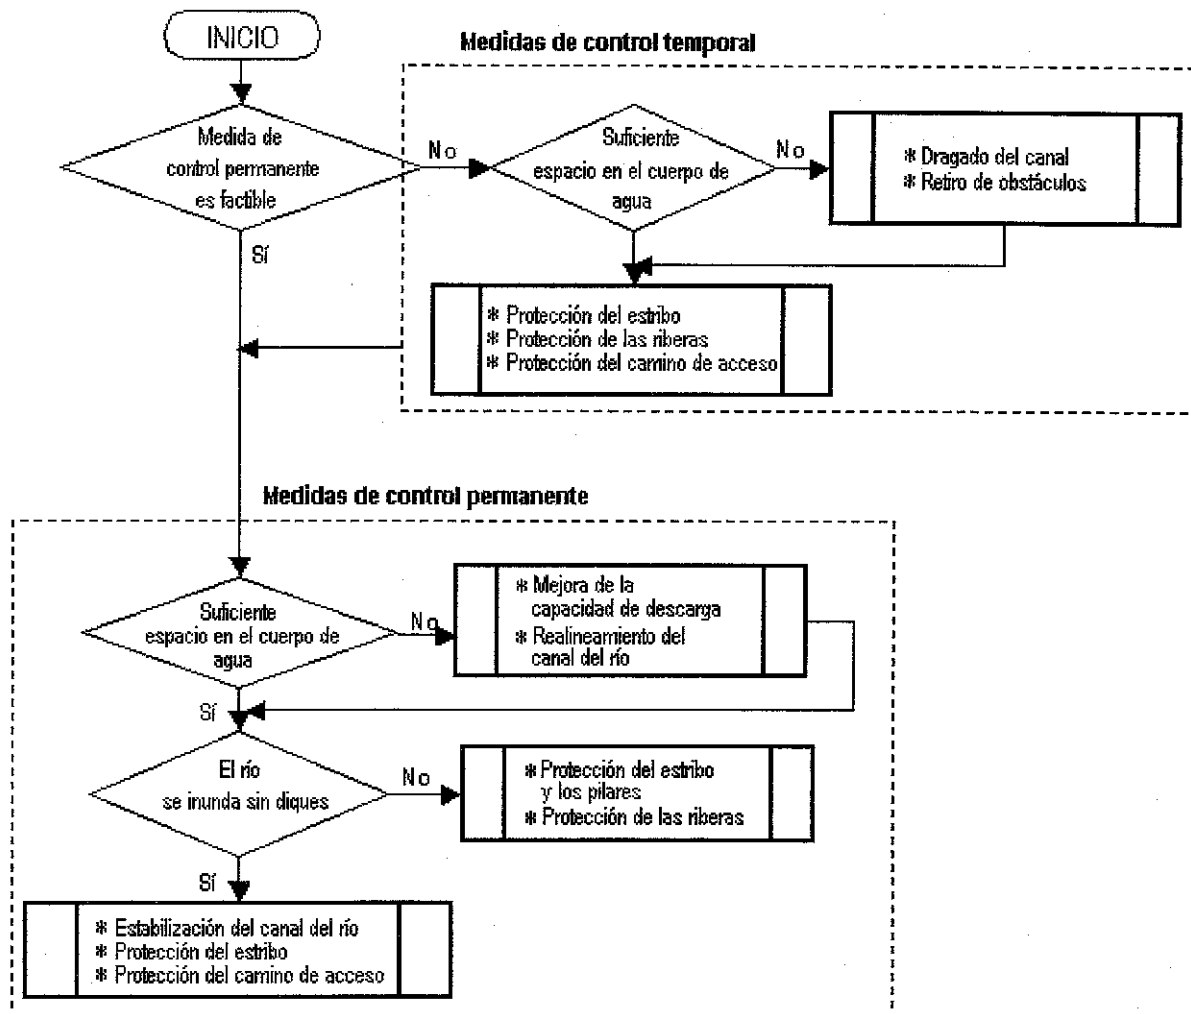 INICIO
Medidas de control temporal
Medida de
control permanente
es factible
No
Suficiente
espacio en el cuerpo de
agua
No
* Dragado del canal
* Retiro de obstáculos
Sí
* Protección del estribo
* Protección de las riberas
* Protección del camino de acceso
Medidas de control permanente
Suficiente
espacio en el cuerpo de
agua
No
* Mejora de la
capacidad de descarga
* Realineamiento del
canal del río
Sí
El río
se inunda sin diques
No
* Protección del estribo
y los pilares
* Protección de las riberas
Sí
* Estabilización del canal del río
* Protección del estribo
* Protección del camino de acceso